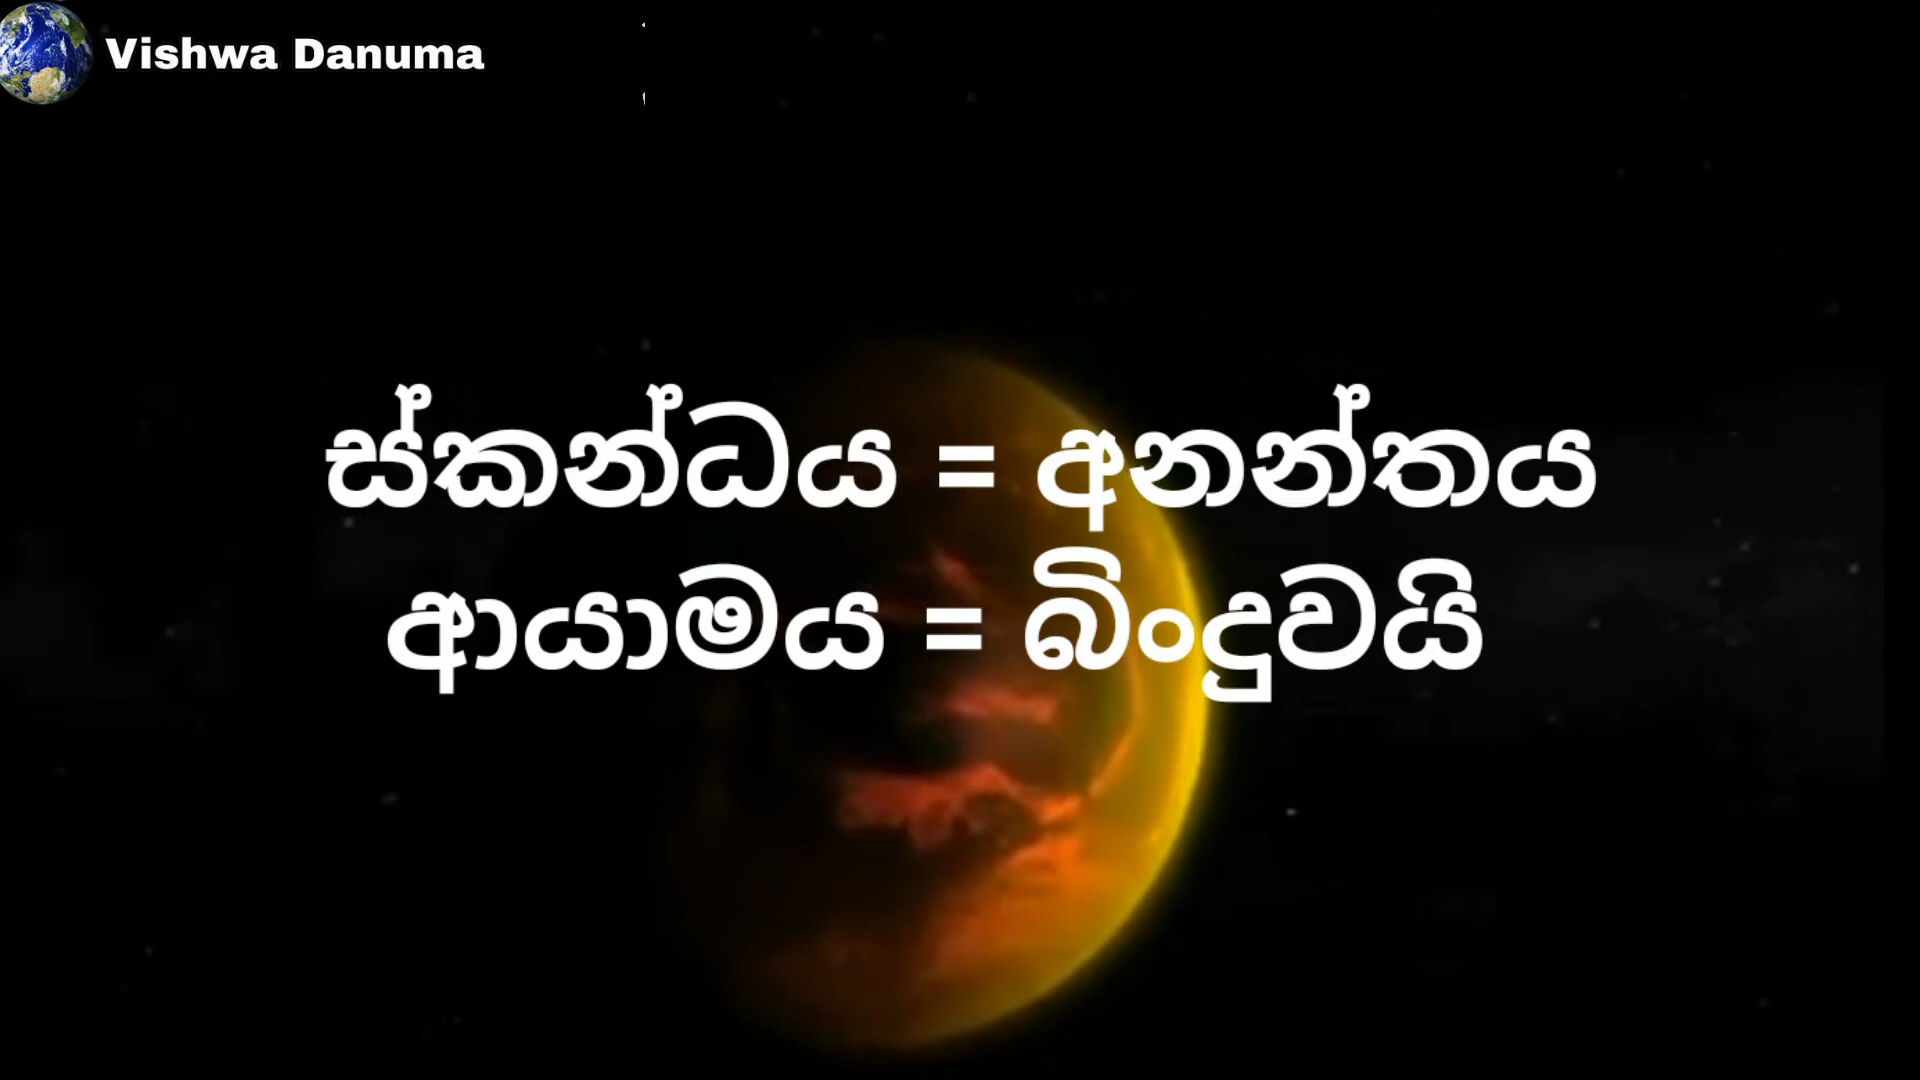 Vishwa Danuma
ස්කන්ධය = අනන්තය
ආයාමය = බිංදුවයි